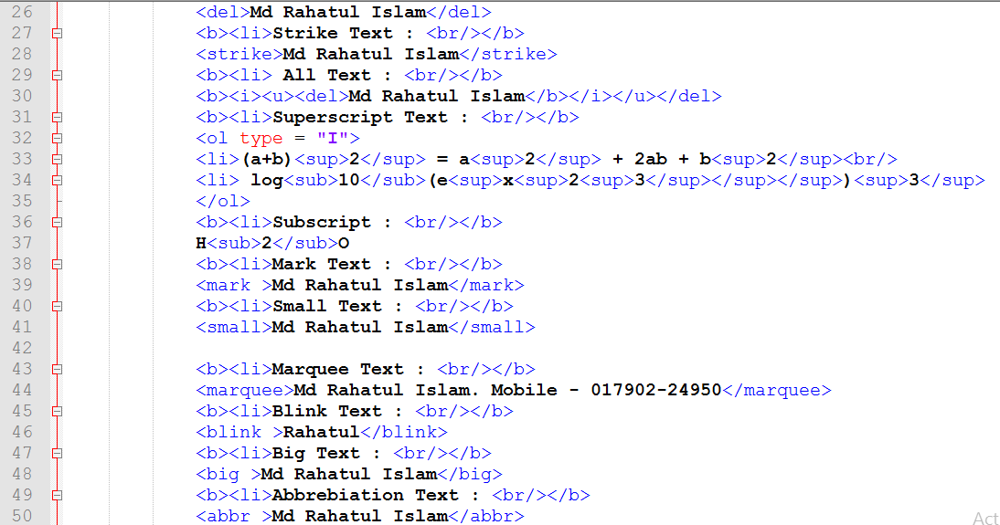 26 <del>Md Rahatul Islam</del>
27 <b><li>Strike Text : <br/></b>
28 <strike>Md Rahatul Islam</strike>
29 <b><li> All Text : <br/></b>
30 <b><i><u><del>Md Rahatul Islam</b></i></u></del>
31 <b><li>Superscript Text : <br/></b>
32 <ol type = "I">
33 <li>(a+b)<sup>2</sup> = a<sup>2</sup> + 2ab + b<sup>2</sup><br/>
34 <li> log<sub>10</sub>(e<sup>x<sup>2<sup>3</sup></sup></sup>)<sup>3</sup>
35 </ol>
36 <b><li>Subscript : <br/></b>
37 H<sub>2</sub>O
38 <b><li>Mark Text : <br/></b>
39 <mark >Md Rahatul Islam</mark>
40 <b><li>Small Text : <br/></b>
41 <small>Md Rahatul Islam</small>
42
43 <b><li>Marquee Text : <br/></b>
44 <marquee>Md Rahatul Islam. Mobile - 017902-24950</marquee>
45 <b><li>Blink Text : <br/></b>
46 <blink >Rahatul</blink>
47 <b><li>Big Text : <br/></b>
48 <big >Md Rahatul Islam</big>
49 <b><li>Abbrebiation Text : <br/></b>
50 <abbr >Md Rahatul Islam</abbr>
Act